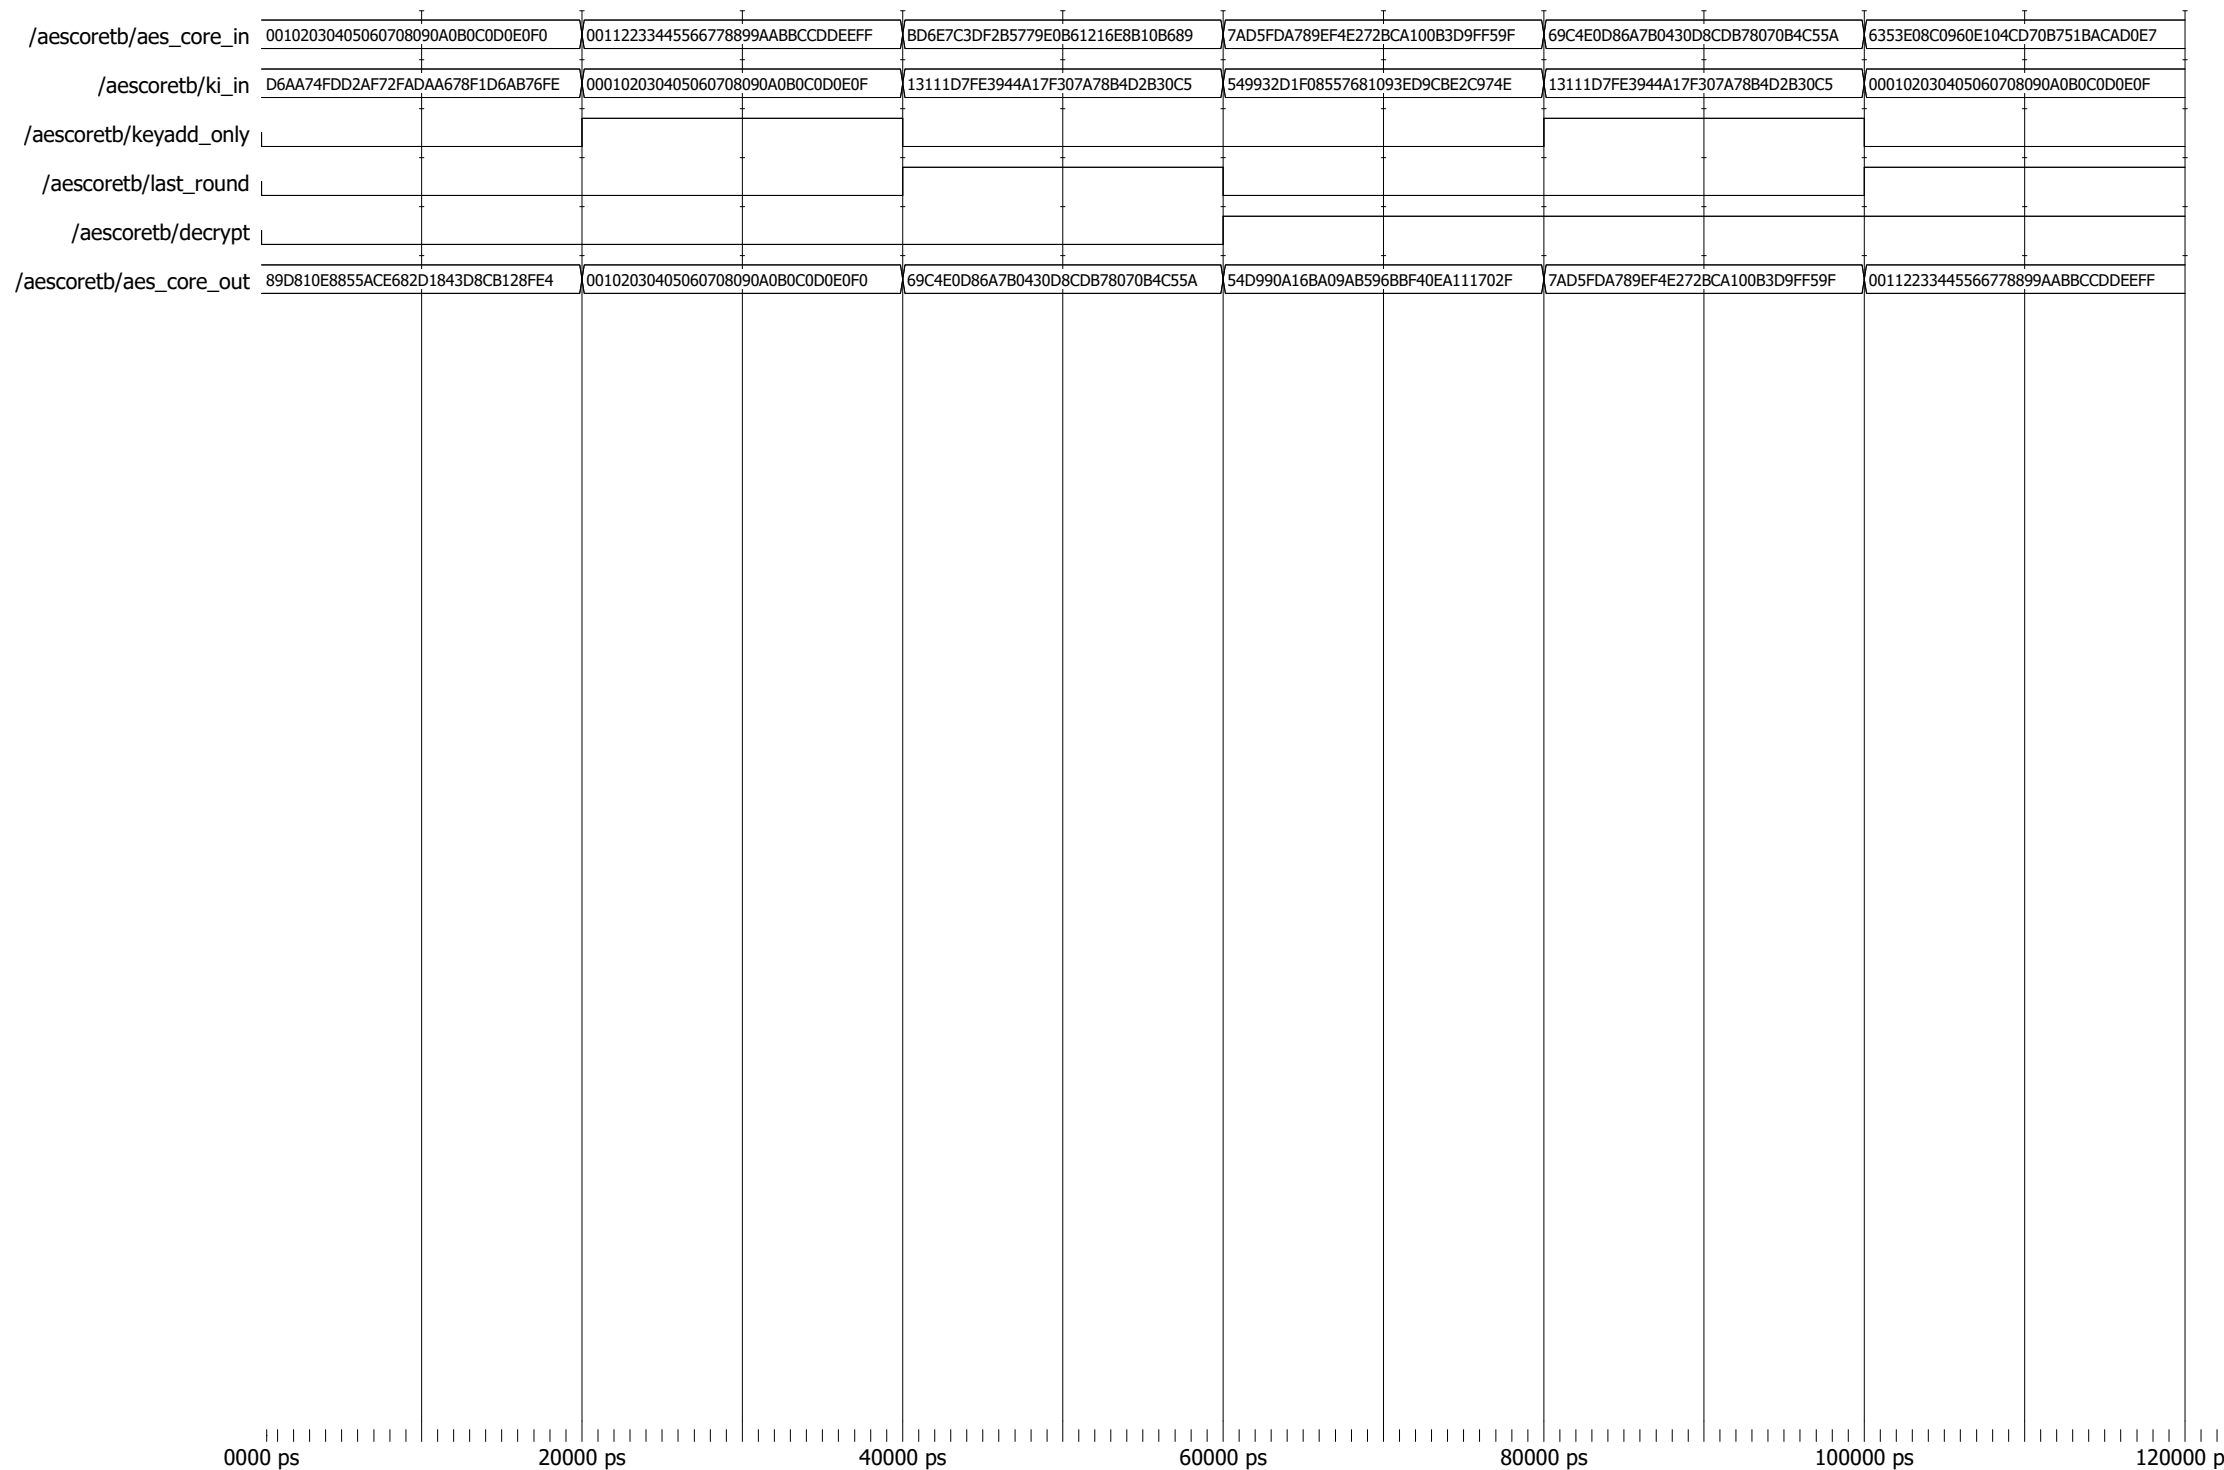 /aescoretb/aes_core_in 00102030405060708090A0B0C0D0E0F0 00112233445566778899AABBCCDDEEFF BD6E7C3DF2B5779E0B61216E8B10B689 7AD5FDA789EF4E272BCA100B3D9FF59F 69C4E0D86A7B0430D8CDB78070B4C55A 6353E08C0960E104CD70B751BACAD0E7
/aescoretb/ki_in D6AA74FDD2AF72FADAA678F1D6AB76FE 000102030405060708090A0B0C0D0E0F 13111D7FE3944A17F307A78B4D2B30C5 549932D1F08557681093ED9CBE2C974E 13111D7FE3944A17F307A78B4D2B30C5 000102030405060708090A0B0C0D0E0F
/aescoretb/keyadd_only
/aescoretb/last_round
/aescoretb/decrypt
/aescoretb/aes_core_out 89D810E8855ACE682D1843D8CB128FE4 00102030405060708090A0B0C0D0E0F0 69C4E0D86A7B0430D8CDB78070B4C55A 54D990A16BA09AB596BBF40EA111702F 7AD5FDA789EF4E272BCA100B3D9FF59F 00112233445566778899AABBCCDDEEFF
0000 ps 20000 ps 40000 ps 60000 ps 80000 ps 100000 ps 120000 p